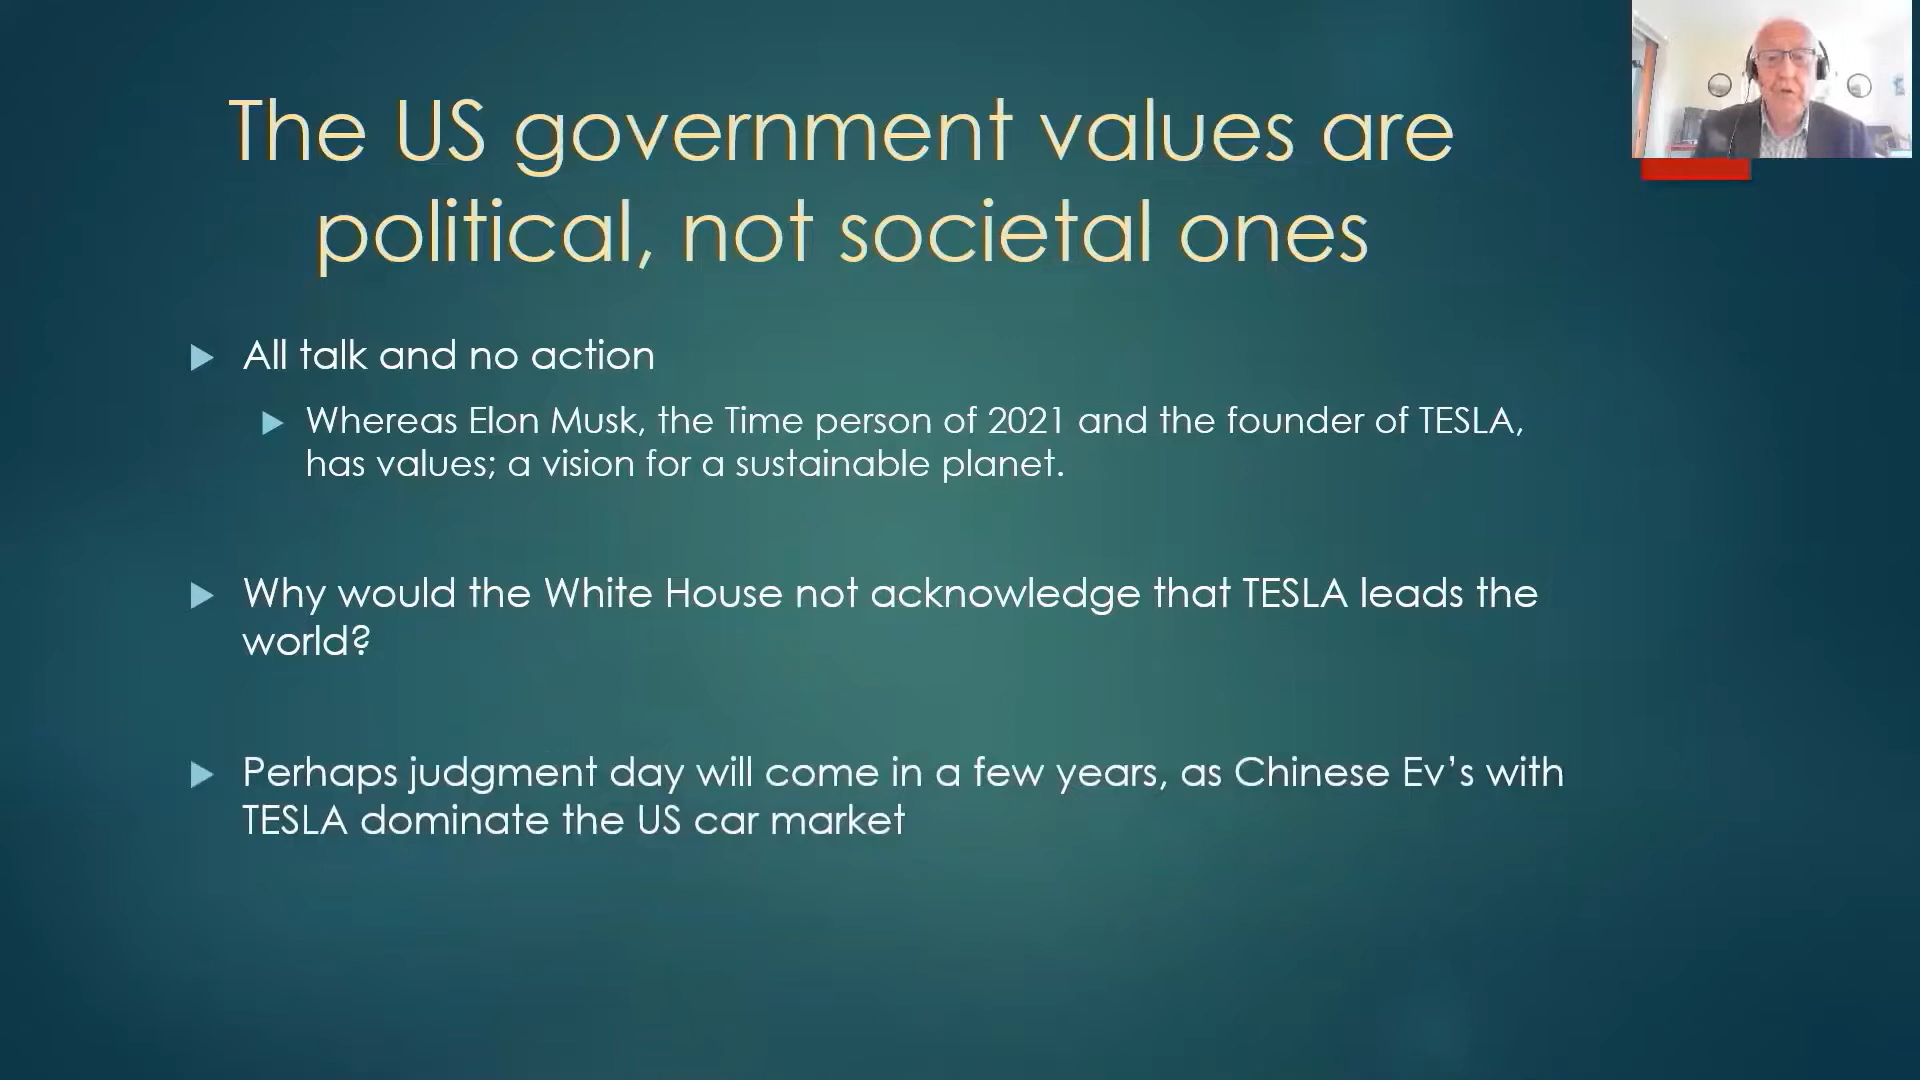 The US government values are
political, not societal ones
All talk and no action
Whereas Elon Musk, the Time person of 2021 and the founder of TESLA,
has values; a vision for a sustainable planet.
Why would the White House not acknowledge that TESLA leads the
world?
Perhaps judgment day will come in a few years, as Chinese Ev’s with
TESLA dominate the US car market